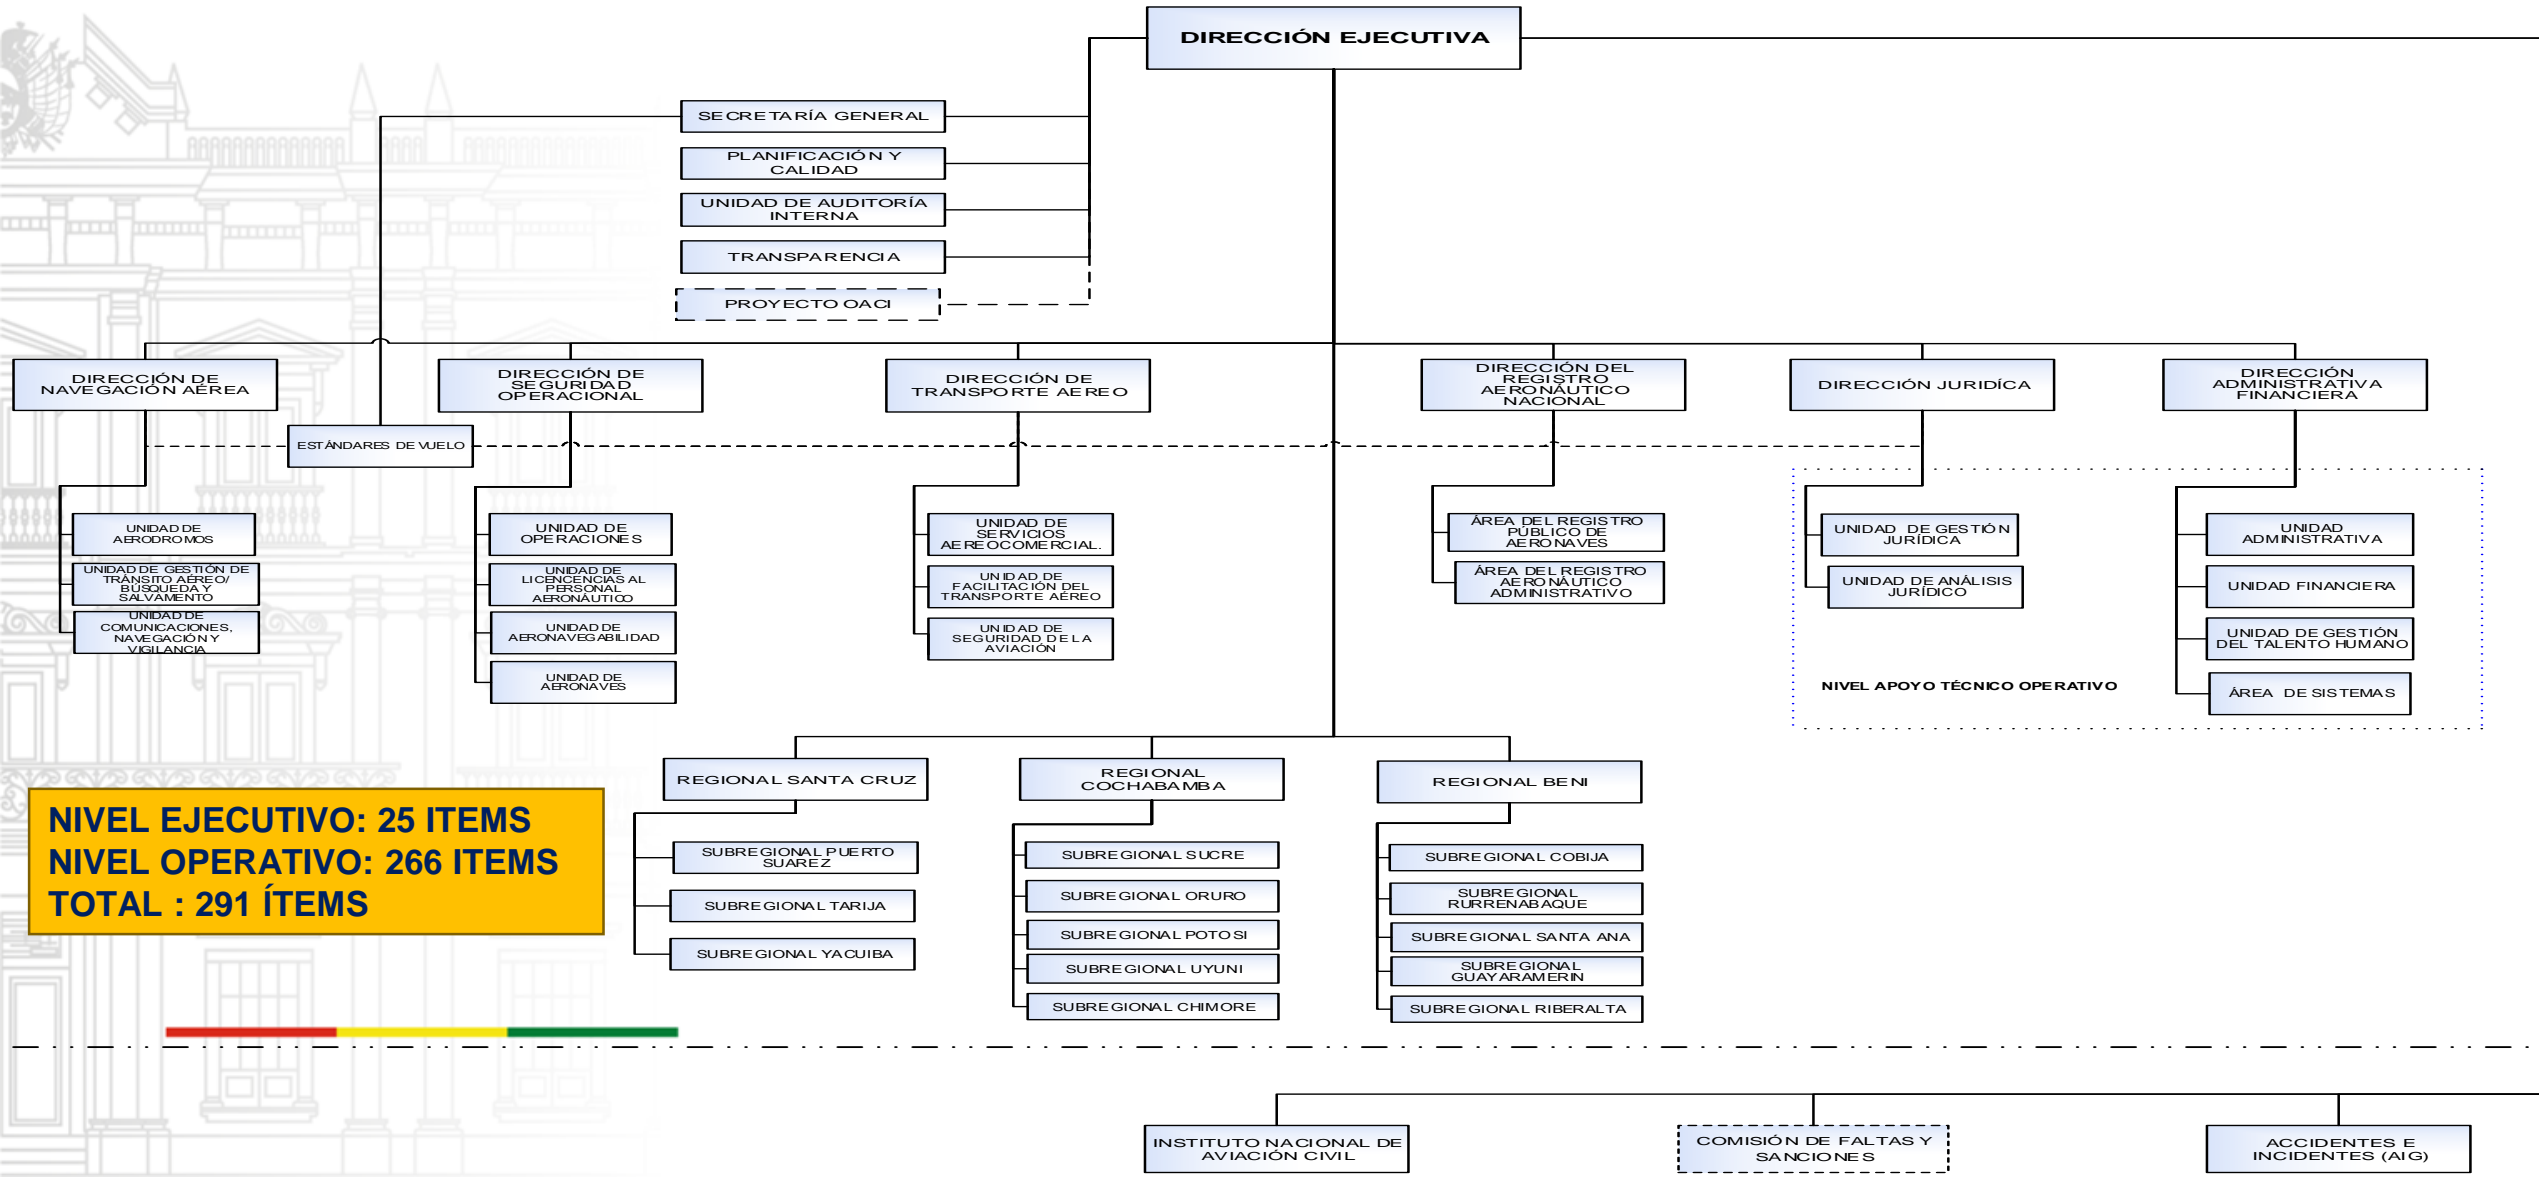 DIRECCIÓN EJECUTIVA
SECRETARÍA GENERAL
PLANIFICACIÓN Y
CALIDAD
UNIDAD DE AUDITORÍA
INTERNA
TRANSPARENCIA
PROYECTO OACI
DIRECCIÓN DE
NAVEGACIÓN AÉREA
DIRECCIÓN DE
SEGURIDAD
OPERACIONAL
DIRECCIÓN DE
TRANSPORTE AEREO
DIRECCIÓN DEL
REGISTRO
AERONÁUTICO
NACIONAL
DIRECCIÓN JURIDÍCA
DIRECCIÓN
ADMINISTRATIVA
FINANCIERA
ESTÁNDARES DE VUELO
UNIDAD DE
AERODROMOS
UNIDAD DE GESTIÓN DE
TRÁNSITO AÉREO/
BÚSQUEDA Y
SALVAMENTO
UNIDAD DE
COMUNICACIONES,
NAVEGACIÓN Y
VIGILANCIA
UNIDAD DE
OPERACIONES
UNIDAD DE
LICENCENCIAS AL
PERSONAL
AERONÁUTICO
UNIDAD DE
AERONAVEGABILIDAD
UNIDAD DE
AERONAVES
UNIDAD DE
SERVICIOS
AEREOCOMERCIAL.
UNIDAD DE
FACILITACIÓN DEL
TRANSPORTE AÉREO
UNIDAD DE
SEGURIDAD DE LA
AVIACIÓN
ÁREA DEL REGISTRO
PÚBLICO DE
AERONAVES
ÁREA DEL REGISTRO
AERONÁUTICO
ADMINISTRATIVO
UNIDAD DE GESTIÓN
JURÍDICA
UNIDAD DE ANÁLISIS
JURÍDICO
UNIDAD
ADMINISTRATIVA
UNIDAD FINANCIERA
UNIDAD DE GESTIÓN
DEL TALENTO HUMANO
ÁREA DE SISTEMAS
NIVEL APOYO TÉCNICO OPERATIVO
REGIONAL SANTA CRUZ
SUBREGIONAL PUERTO
SUAREZ
SUBREGIONAL TARIJA
SUBREGIONAL YACUIBA
REGIONAL
COCHABAMBA
SUBREGIONAL SUCRE
SUBREGIONAL ORURO
SUBREGIONAL POTOSI
SUBREGIONAL UYUNI
SUBREGIONAL CHIMORE
REGIONAL BENI
SUBREGIONAL COBIJA
SUBREGIONAL
RURRENABAQUE
SUBREGIONAL SANTA ANA
SUBREGIONAL
GUAYARAMERIN
SUBREGIONAL RIBERALTA
NIVEL EJECUTIVO: 25 ITEMS
NIVEL OPERATIVO: 266 ITEMS
TOTAL : 291 ÍTEMS
INSTITUTO NACIONAL DE
AVIACIÓN CIVIL
COMISIÓN DE FALTAS Y
SANCIONES
ACCIDENTES E
INCIDENTES (AIG)